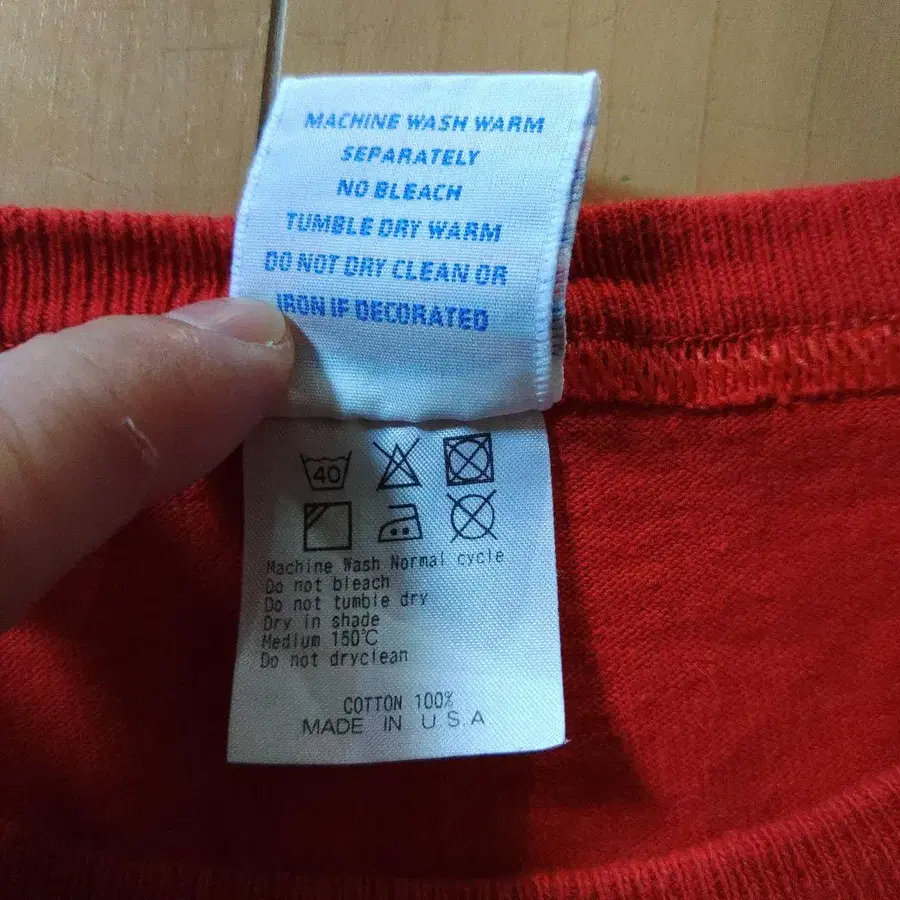 MACHINE WASH WARM
SEPARATELY
NO BLEACH
TUMBLE DRY WARM
DO NOT DRY CLEAN OR
IRON IF DECORATED
40
Machine Wash Normal cycle
Do not bleach
Do not tumble dry
Dry in shade
Medium 150℃
Do not dryclean
COTTON 100%
MADE IN U.S.A